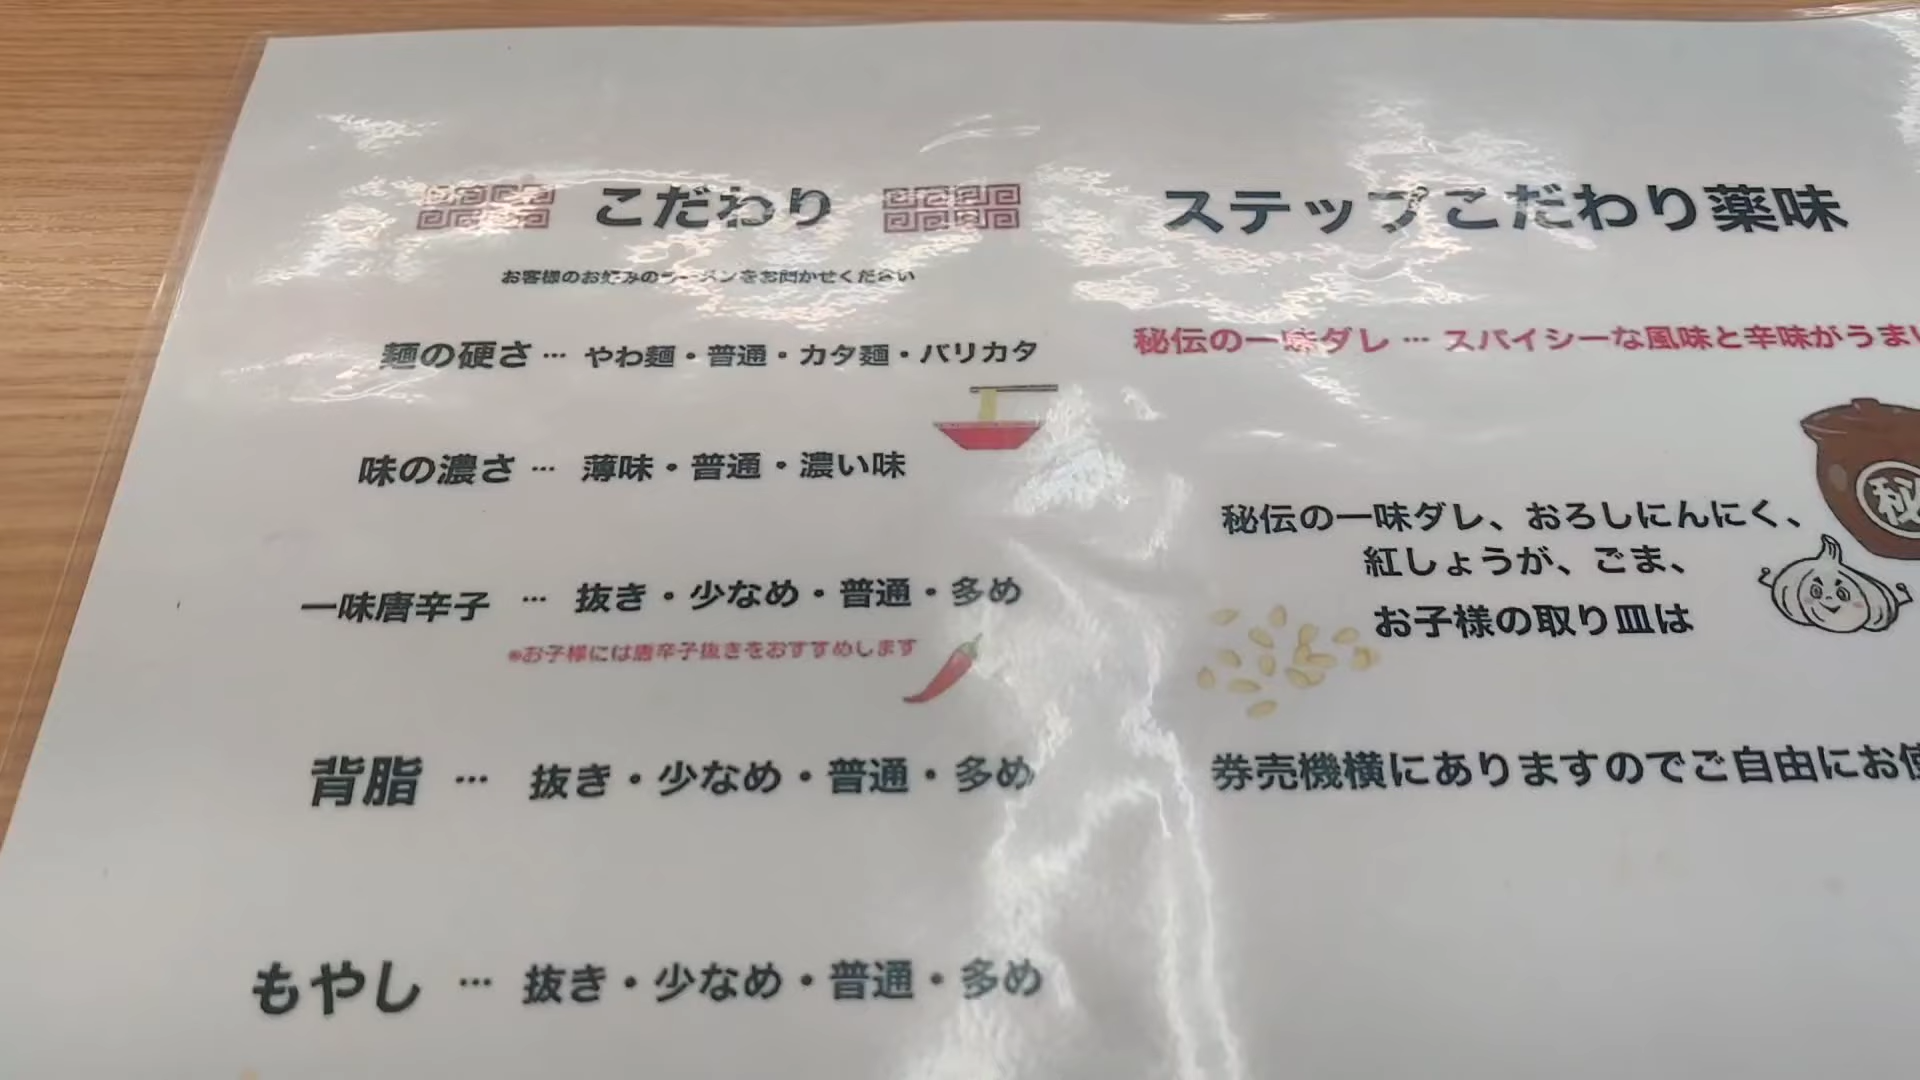 こだわり
お客様のお好みのラーメンをお聞かせください
麺の硬さ … やわ麺・普通・カタ麺・バリカタ
味の濃さ … 薄味・普通・濃い味
一味唐辛子 … 抜き・少なめ・普通・多め
※お子様には唐辛子抜きをおすすめします
背脂 … 抜き・少なめ・普通・多め
もやし … 抜き・少なめ・普通・多め
ステップこだわり薬味
秘伝の一味ダレ … スパイシーな風味と辛味がうま
秘
秘伝の一味ダレ、おろしにんにく、
紅しょうが、ごま、
お子様の取り皿は
券売機横にありますのでご自由にお使